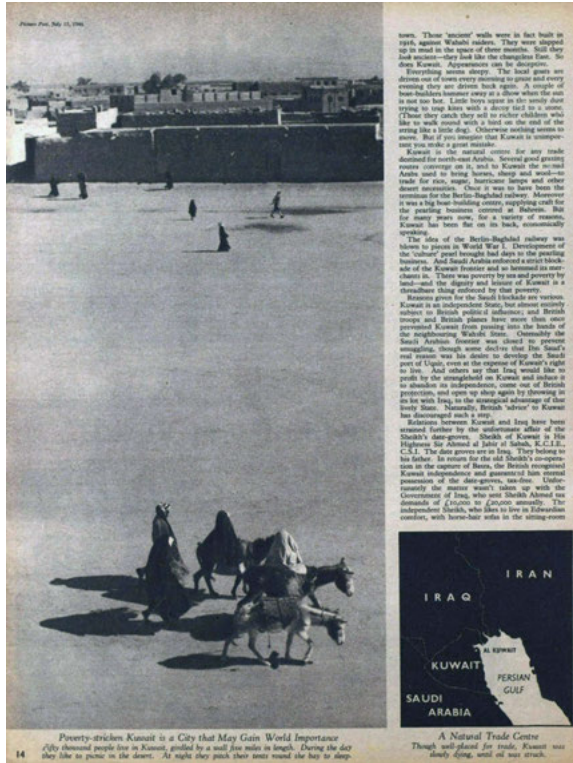 Picture Post, July 13, 1946
town. Those 'ancient' walls were in fact built in
1916, against Wahabi raiders. They were slapped
up in mud in the space of three months. Still they
look ancient—they look like the changeless East. So
does Kuwait. Appearances can be deceptive.
Everything seems sleepy. The local goats are
driven out of town every morning to graze and every
evening they are driven back again. A couple of
boat-builders hammer away at a dhow when the sun
is not too hot. Little boys squat in the sandy dust
trying to trap kites with a decoy tied to a stone.
(Those they catch they sell to richer children who
like to walk round with a bird on the end of the
string like a little dog). Otherwise nothing seems to
move. But if you imagine that Kuwait is unimpor-
tant you make a great mistake.
Kuwait is the natural centre for any trade
destined for north-east Arabia. Several good grazing
routes converge on it, and to Kuwait the nomad
Arabs used to bring horses, sheep and wool—to
trade for rice, sugar, hurricane lamps and other
desert necessities. Once it was to have been the
terminus for the Berlin-Baghdad railway. Moreover
it was a big boat-building centre, supplying craft for
the pearling business centred at Bahrein. But
for many years now, for a variety of reasons,
Kuwait has been flat on its back, economically
speaking.
The idea of the Berlin-Baghdad railway was
blown to pieces in World War I. Development of
the 'culture' pearl brought bad days to the pearling
business. And Saudi Arabia enforced a strict block-
ade of the Kuwait frontier and so hemmed its mer-
chants in. There was poverty by sea and poverty by
land—and the dignity and leisure of Kuwait is a
threadbare thing enforced by that poverty.
Reasons given for the Saudi blockade are various.
Kuwait is an independent State, but almost entirely
subject to British political influence; and British
troops and British planes have more than once
prevented Kuwait from passing into the hands of
the neighbouring Wahabi State. Ostensibly the
Saudi Arabian frontier was closed to prevent
smuggling, though some declare that Ibn Saud's
real reason was his desire to develop the Saudi
port of Uqair, even at the expense of Kuwait's right
to live. And others say that Iraq would like to
profit by the stranglehold on Kuwait and induce it
to abandon its independence, come out of British
protection, and open up shop again by throwing in
its lot with Iraq, to the strategical advantage of that
lively State. Naturally, British 'advice' to Kuwait
has discouraged such a step.
Relations between Kuwait and Iraq have been
strained further by the unfortunate affair of the
Sheikh's date-groves. Sheikh of Kuwait is His
Highness Sir Ahmed al Jabir el Sabah, K.C.I.E.,
C.S.I. The date groves are in Iraq. They belong to
his father. In return for the old Sheikh's co-opera-
tion in the capture of Basra, the British recognised
Kuwait independence and guaranteed him eternal
possession of the date-groves, tax-free. Unfor-
tunately the matter wasn't taken up with the
Government of Iraq, who sent Sheikh Ahmed tax
demands of £10,000 to £20,000 annually. The
independent Sheikh, who likes to live in Edwardian
comfort, with horse-hair sofas in the sitting-room
IRAN
IRAQ
AL KUWAIT
KUWAIT
PERSIAN
GULF
SAUDI
ARABIA
Poverty-stricken Kuwait is a City that May Gain World Importance
Fifty thousand people live in Kuwait, girdled by a wall five miles in length. During the day
they like to picnic in the desert. At night they pitch their tents round the bay to sleep.
A Natural Trade Centre
Though well-placed for trade, Kuwait was
slowly dying, until oil was struck.
14